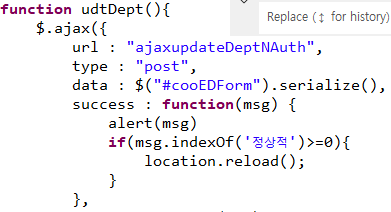 function udtDept(){
Replace (↕ for history)
    $.ajax({
        url : "ajaxupdateDeptNAuth",
        type : "post",
        data : $("#cooEDForm").serialize(),
        success : function(msg) {
            alert(msg)
            if(msg.indexOf('정상적')>=0){
                location.reload();
            }
        },